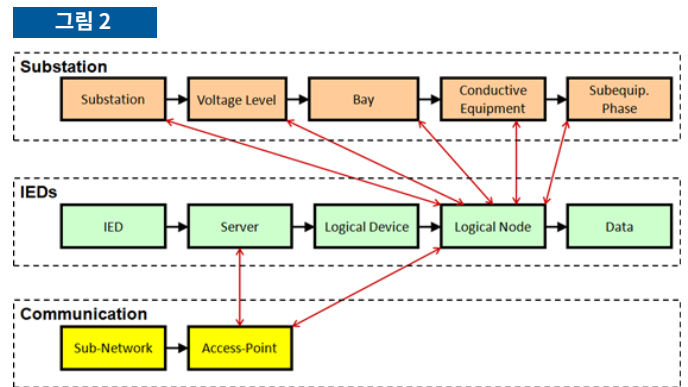 그림 2
Substation
Substation
Voltage Level
Bay
Conductive
Equipment
Subequip.
Phase
IEDs
IED
Server
Logical Device
Logical Node
Data
Communication
Sub-Network
Access-Point